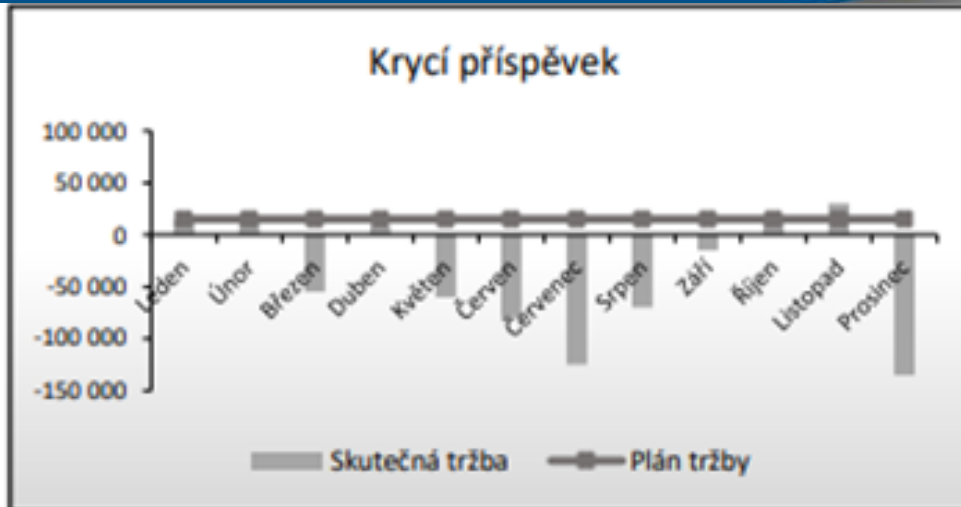 Krycí příspěvek
100 000
50 000
0
-50 000
-100 000
-150 000
Leden
Únor
Březen
Duben
Květen
Červen
Červenec
Srpen
Září
Říjen
Listopad
Prosinec
Skutečná tržba
Plán tržby